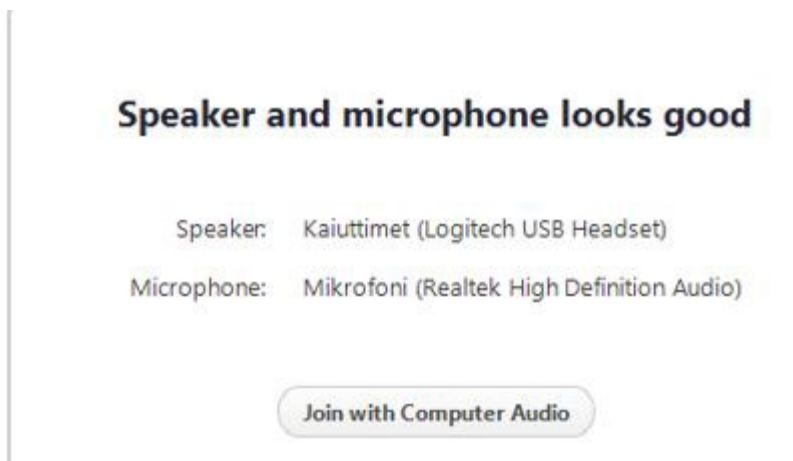 Speaker and microphone looks good
Speaker: Kaiuttimet (Logitech USB Headset)
Microphone: Mikrofoni (Realtek High Definition Audio)
Join with Computer Audio